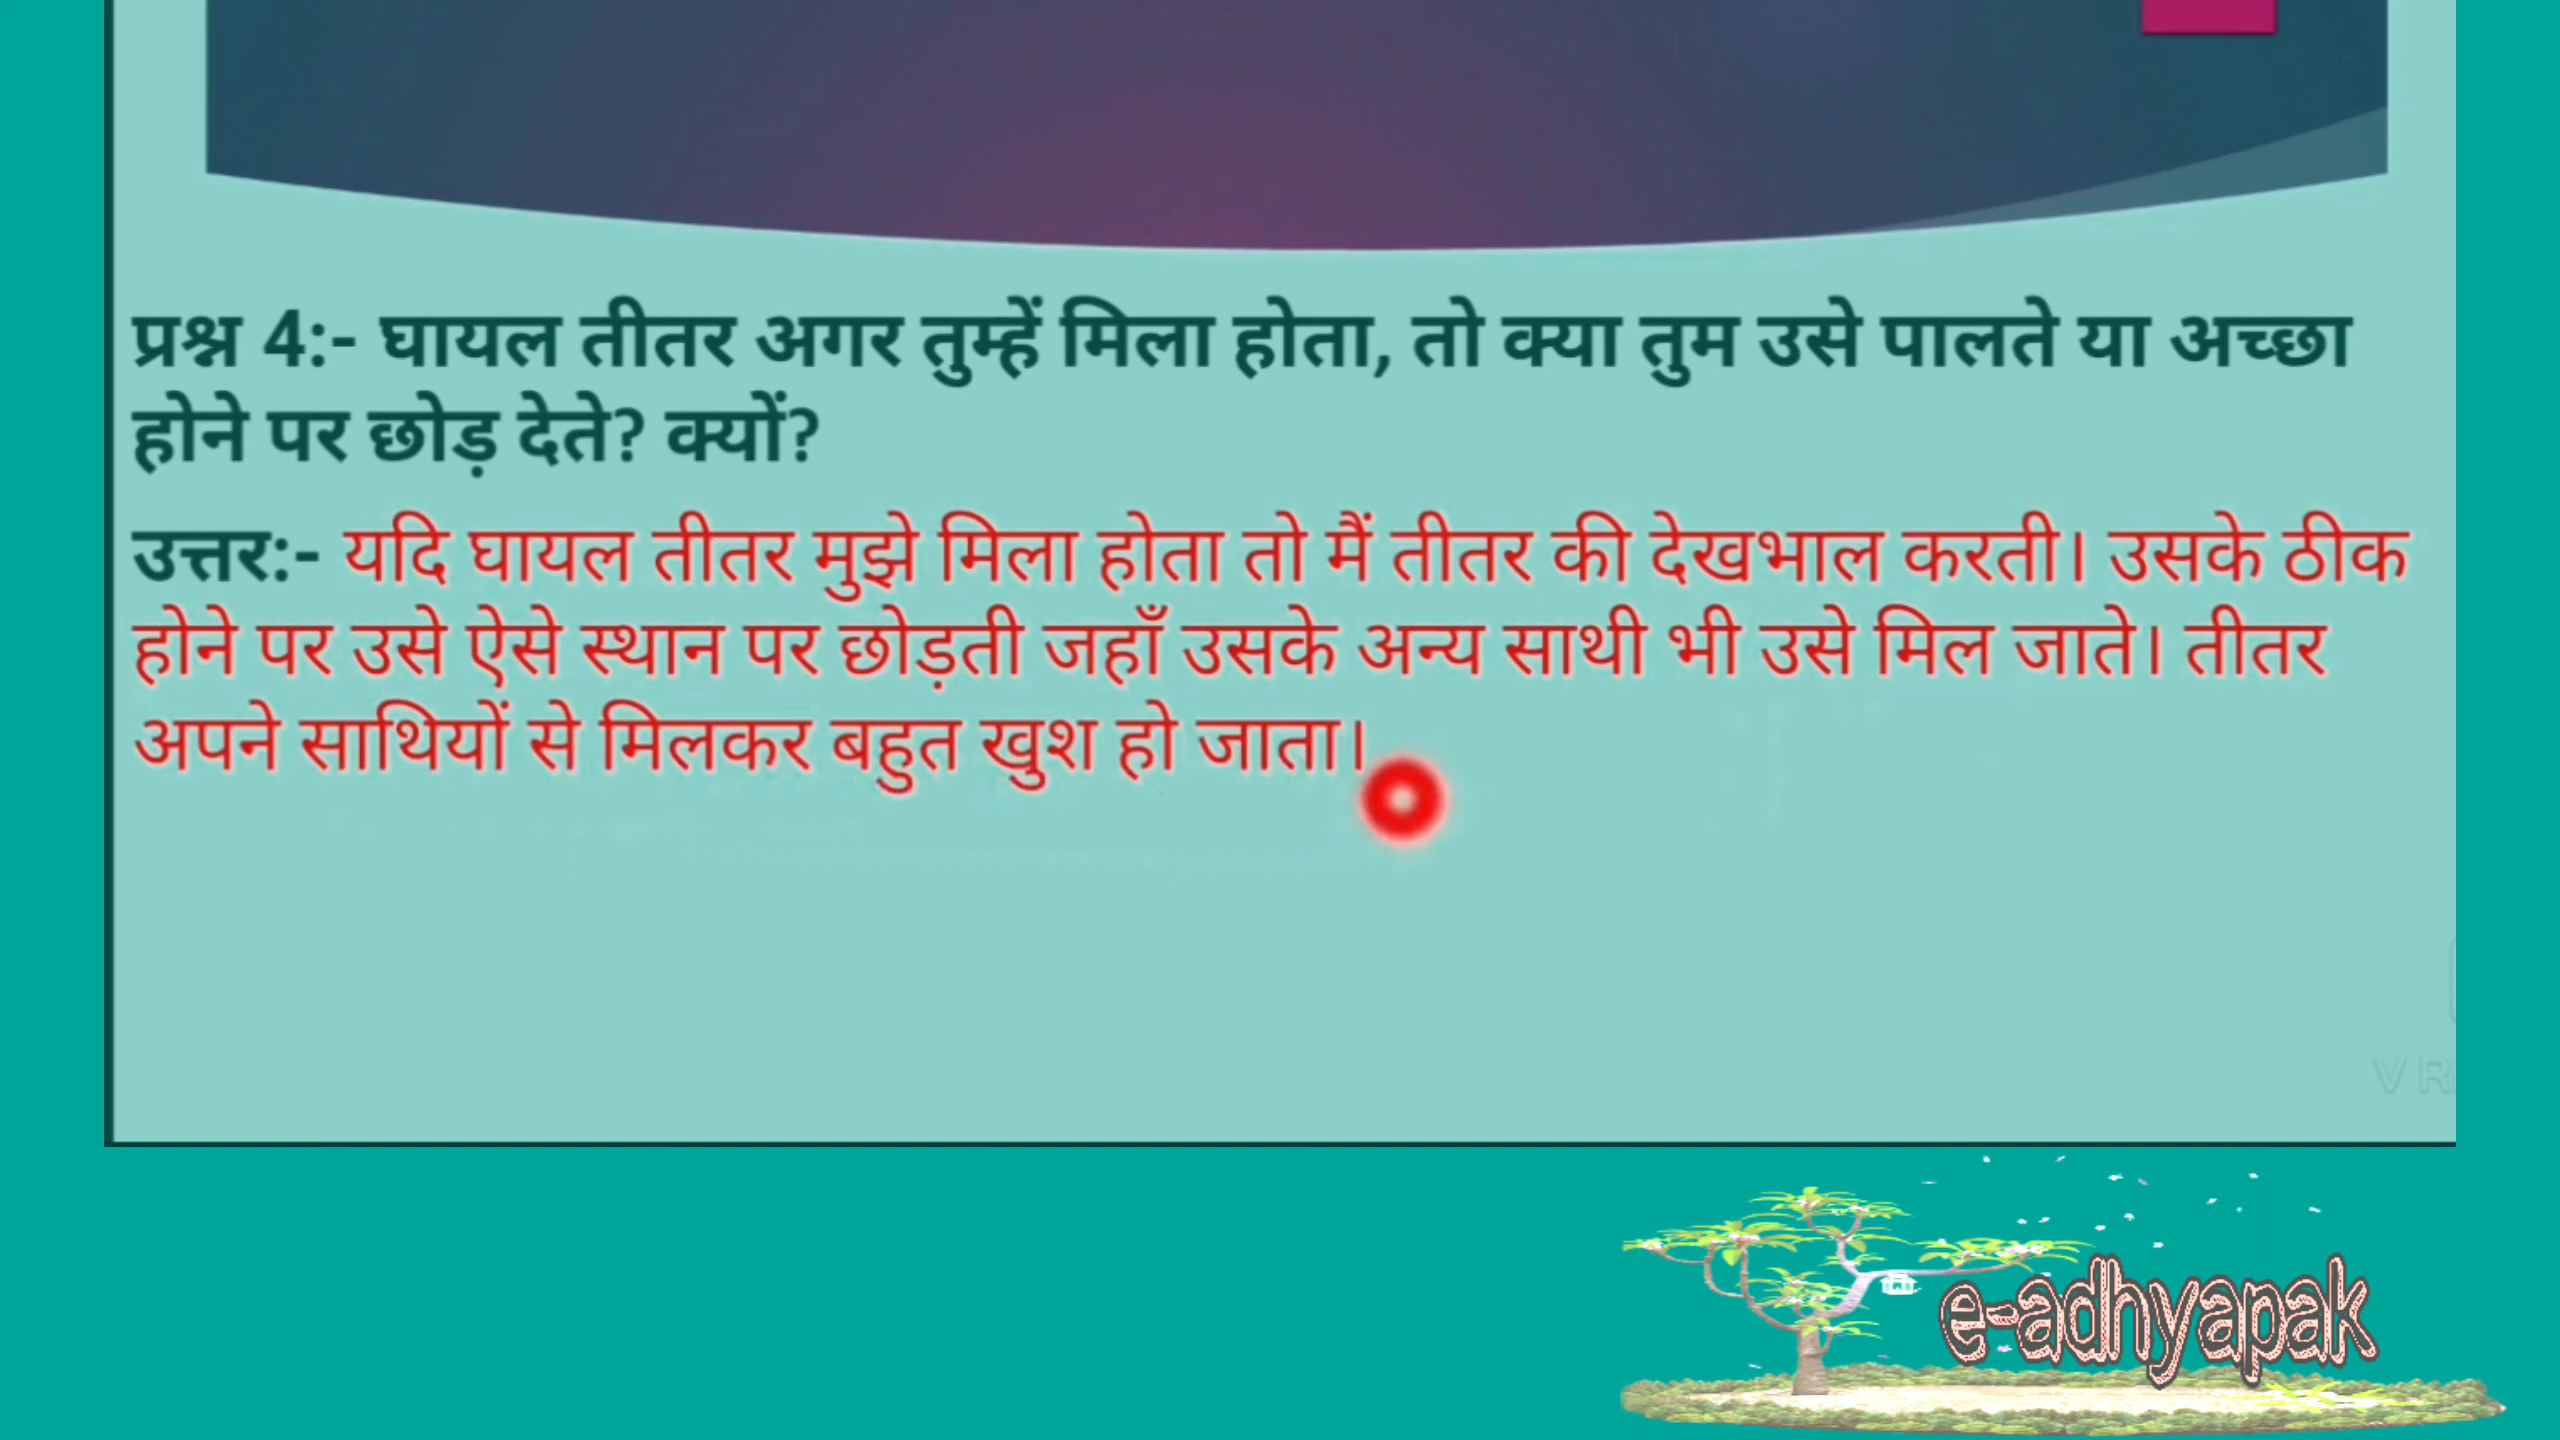 प्रश्न 4:- घायल तीतर अगर तुम्हें मिला होता, तो क्या तुम उसे पालते या अच्छा
होने पर छोड़ देते? क्यों?
उत्तर:- यदि घायल तीतर मुझे मिला होता तो मैं तीतर की देखभाल करती। उसके ठीक
होने पर उसे ऐसे स्थान पर छोड़ती जहाँ उसके अन्य साथी भी उसे मिल जाते। तीतर
अपने साथियों से मिलकर बहुत खुश हो जाता।
e-adhyapak